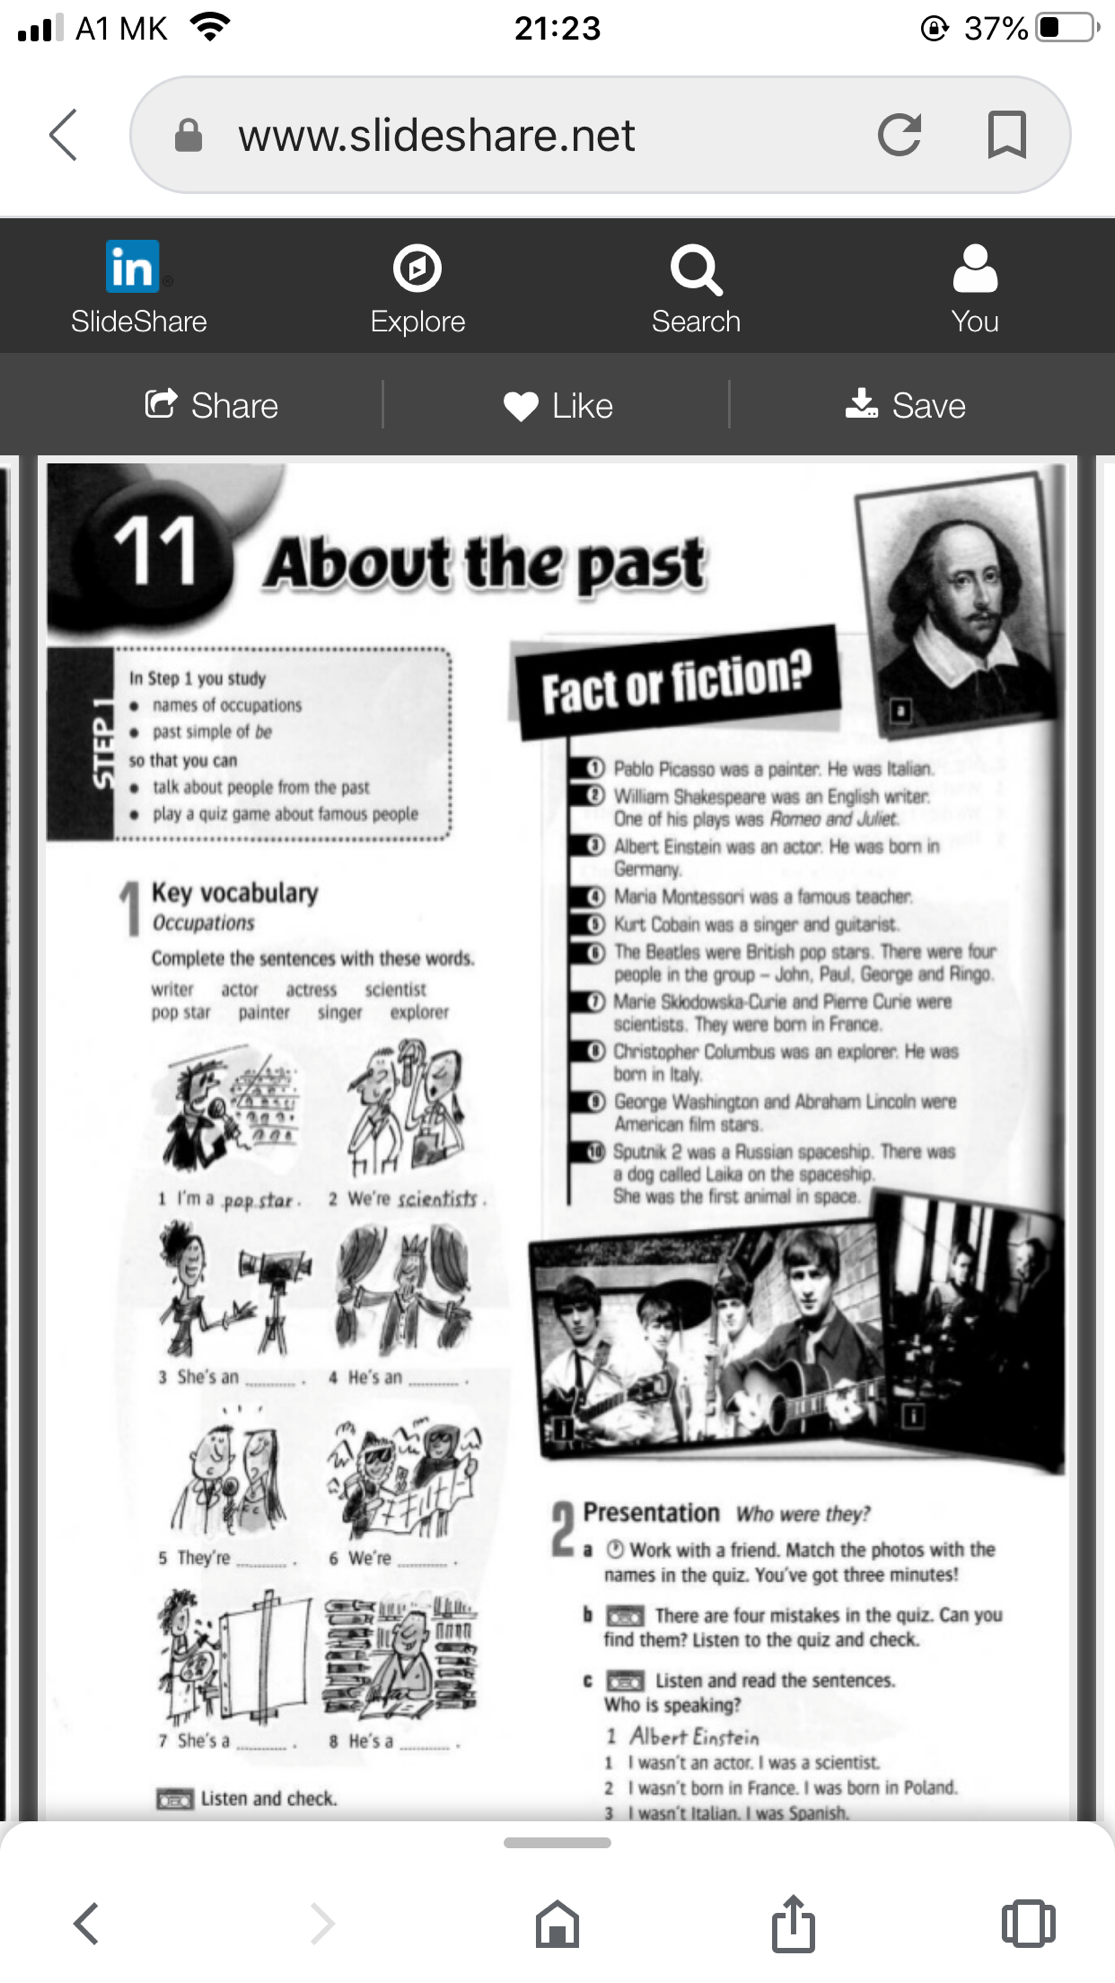 A1 MK
21:23
37%
www.slideshare.net
in
SlideShare
Explore
Search
You
Share
Like
Save
11
About the past
STEP 1
In Step 1 you study
• names of occupations
• past simple of be
so that you can
• talk about people from the past
• play a quiz game about famous people
1 Key vocabulary
Occupations
Complete the sentences with these words.
writer actor actress scientist
pop star painter singer explorer
1 I'm a pop star. 2 We're scientists.
3 She's an ______ . 4 He's an ______ .
5 They're ______ . 6 We're ______ .
7 She's a ______ . 8 He's a ______ .
Listen and check.
a
Fact or fiction?
1 Pablo Picasso was a painter. He was Italian.
2 William Shakespeare was an English writer.
One of his plays was Romeo and Juliet.
3 Albert Einstein was an actor. He was born in
Germany.
4 Maria Montessori was a famous teacher.
5 Kurt Cobain was a singer and guitarist.
6 The Beatles were British pop stars. There were four
people in the group – John, Paul, George and Ringo.
7 Marie Skłodowska-Curie and Pierre Curie were
scientists. They were born in France.
8 Christopher Columbus was an explorer. He was
born in Italy.
9 George Washington and Abraham Lincoln were
American film stars.
10 Sputnik 2 was a Russian spaceship. There was
a dog called Laika on the spaceship.
She was the first animal in space.
j
i
2 Presentation Who were they?
a Work with a friend. Match the photos with the
names in the quiz. You've got three minutes!
b There are four mistakes in the quiz. Can you
find them? Listen to the quiz and check.
c Listen and read the sentences.
Who is speaking?
1 Albert Einstein
1 I wasn't an actor. I was a scientist.
2 I wasn't born in France. I was born in Poland.
3 I wasn't Italian. I was Spanish.